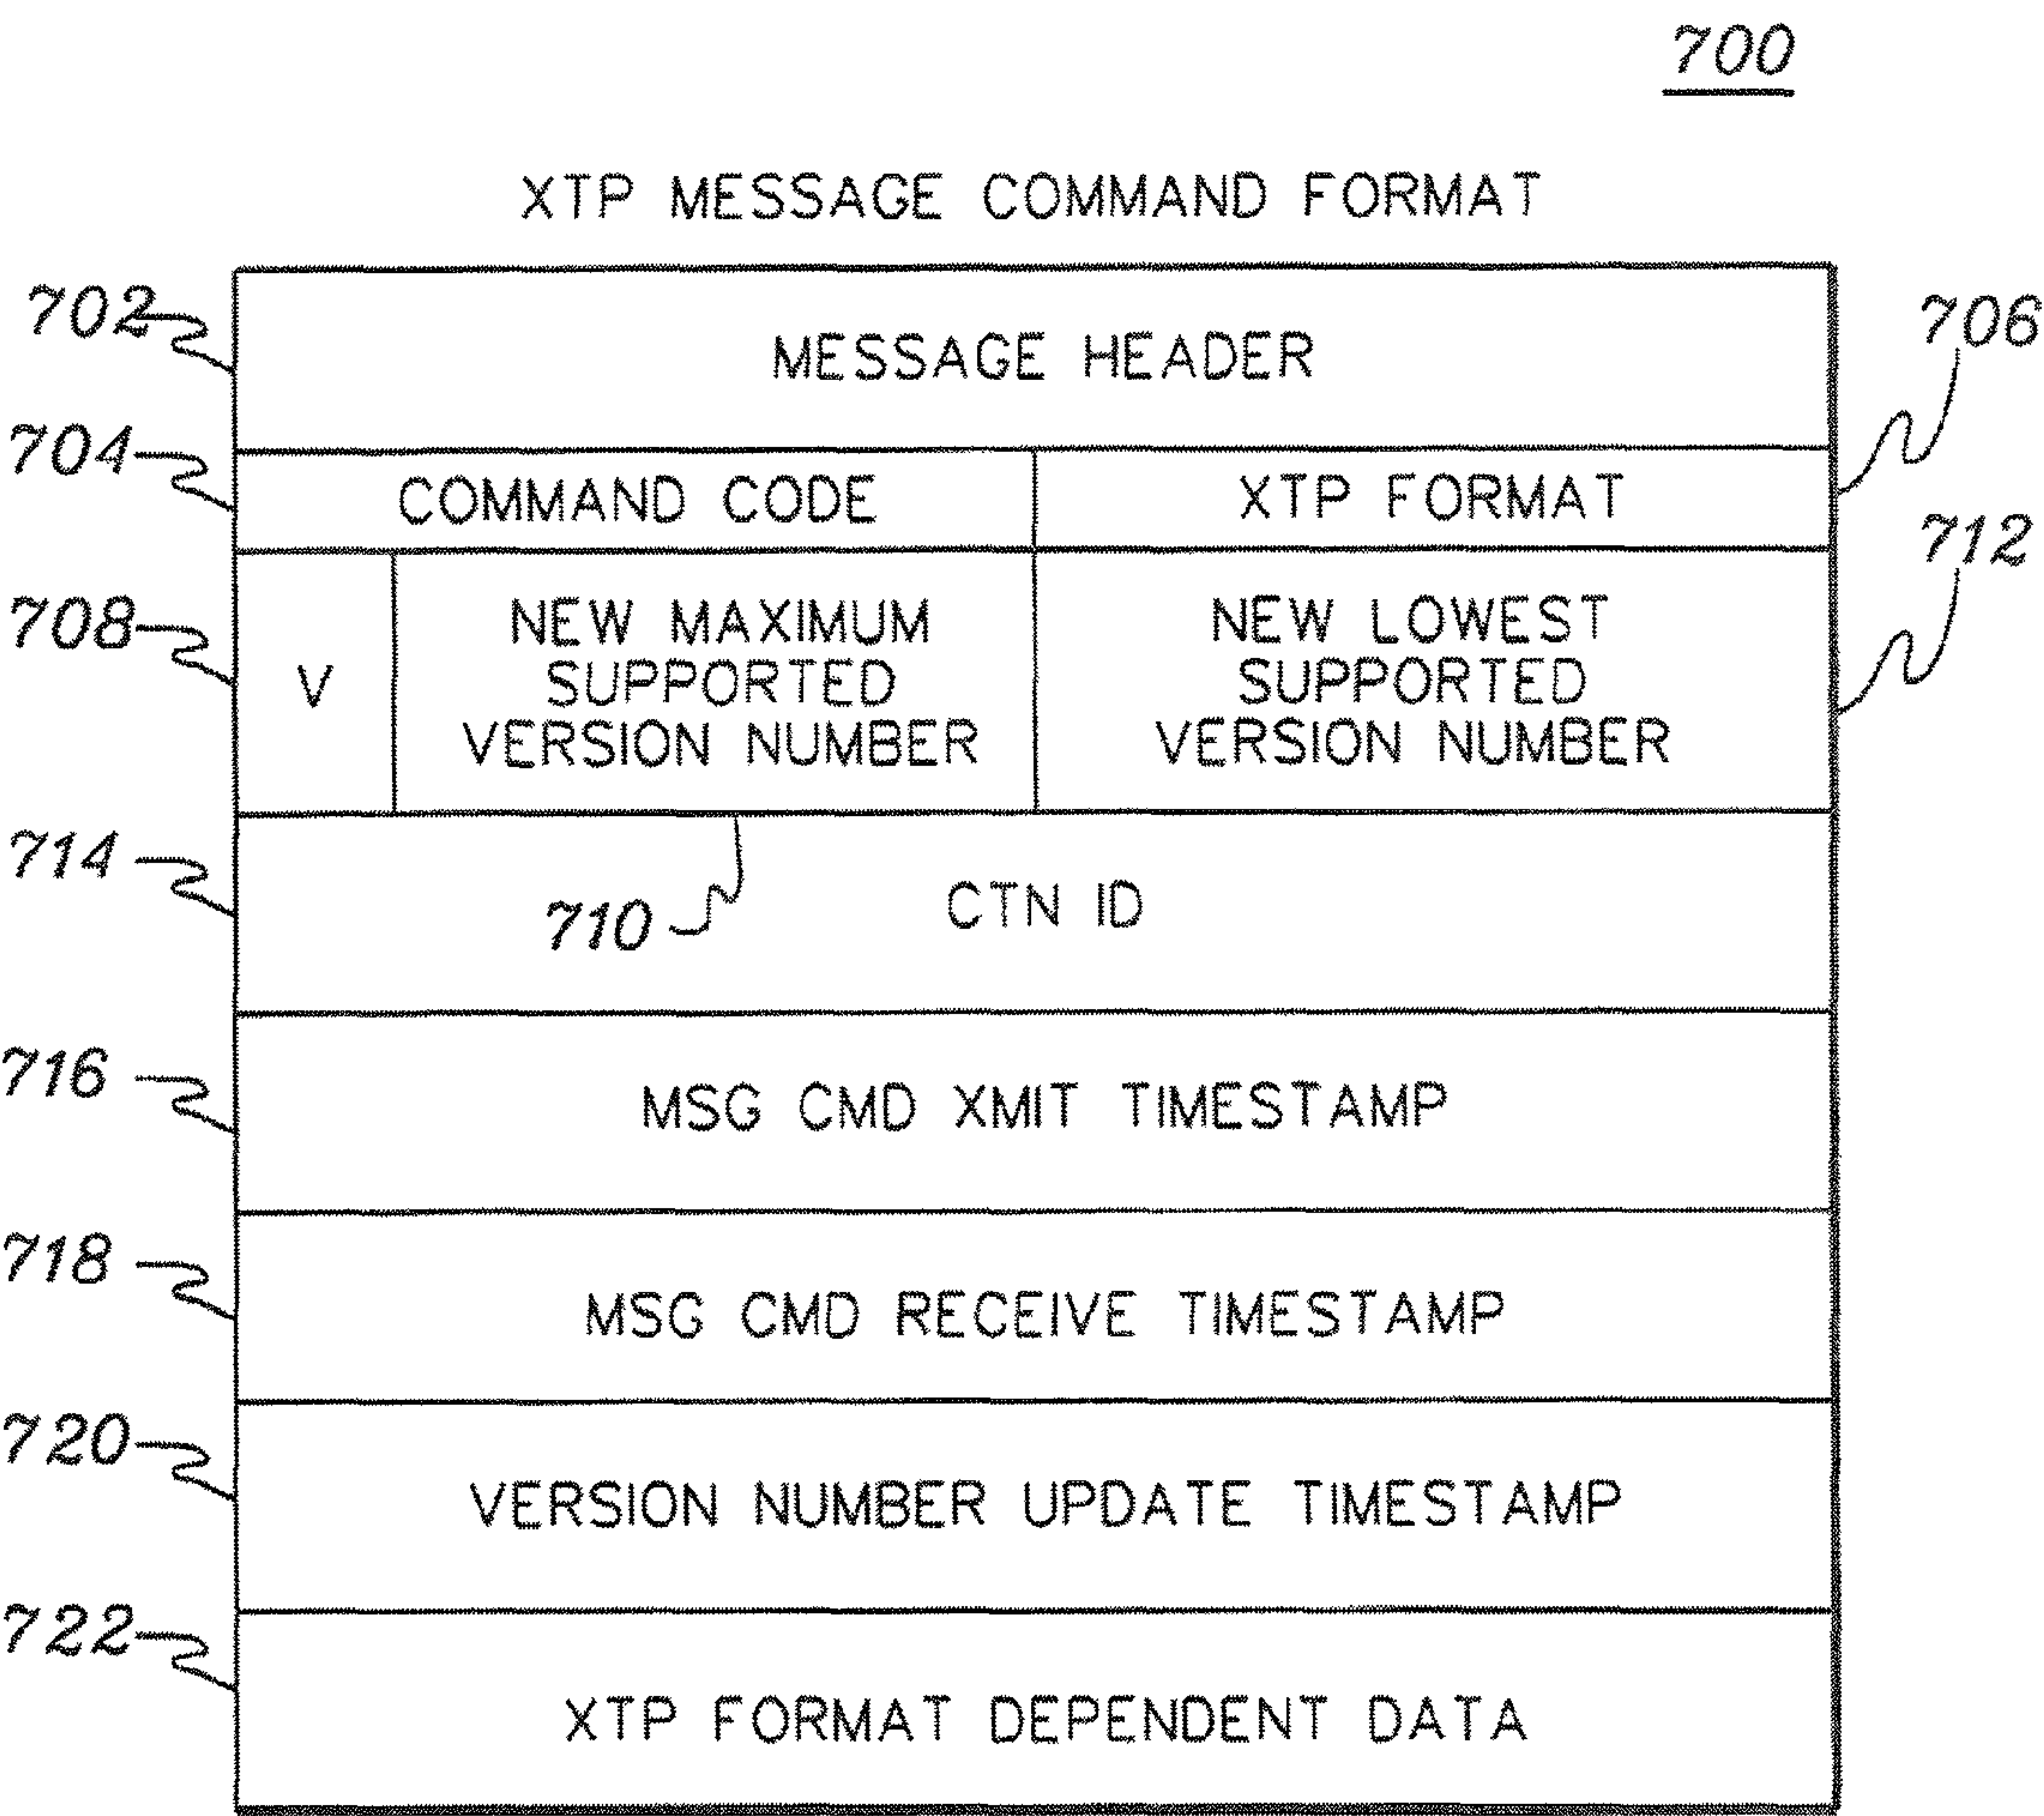 700
XTP MESSAGE COMMAND FORMAT
702
MESSAGE HEADER
706
704
COMMAND CODE
XTP FORMAT
712
708
V
NEW MAXIMUM
SUPPORTED
VERSION NUMBER
NEW LOWEST
SUPPORTED
VERSION NUMBER
714
710
CTN ID
716
MSG CMD XMIT TIMESTAMP
718
MSG CMD RECEIVE TIMESTAMP
720
VERSION NUMBER UPDATE TIMESTAMP
722
XTP FORMAT DEPENDENT DATA